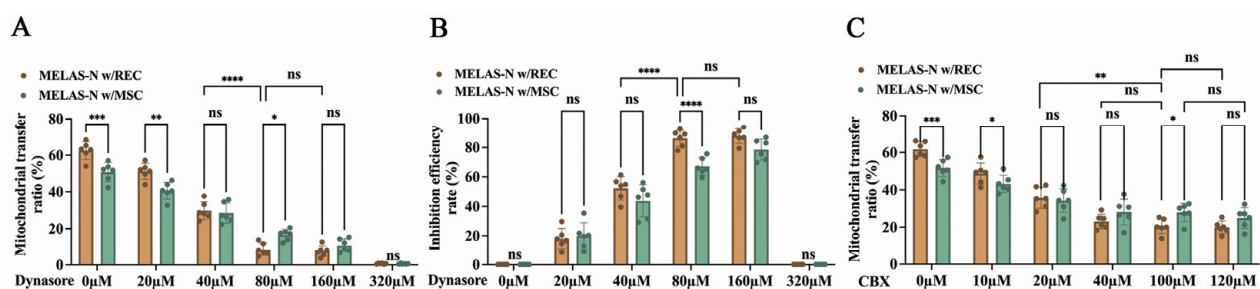 A
MELAS-N w/REC
MELAS-N w/MSC
Mitochondrial transfer
ratio (%)
80
60
40
20
0
***
**
ns
****
*
ns
ns
ns
Dynasore
0μM
20μM
40μM
80μM
160μM
320μM
B
MELAS-N w/REC
MELAS-N w/MSC
Inhibition efficiency
rate (%)
100
80
60
40
20
0
ns
ns
ns
****
****
ns
ns
ns
Dynasore
0μM
20μM
40μM
80μM
160μM
320μM
C
MELAS-N w/REC
MELAS-N w/MSC
Mitochondrial transfer
ratio (%)
80
60
40
20
0
***
*
ns
**
ns
ns
ns
*
ns
ns
CBX
0μM
10μM
20μM
40μM
100μM
120μM